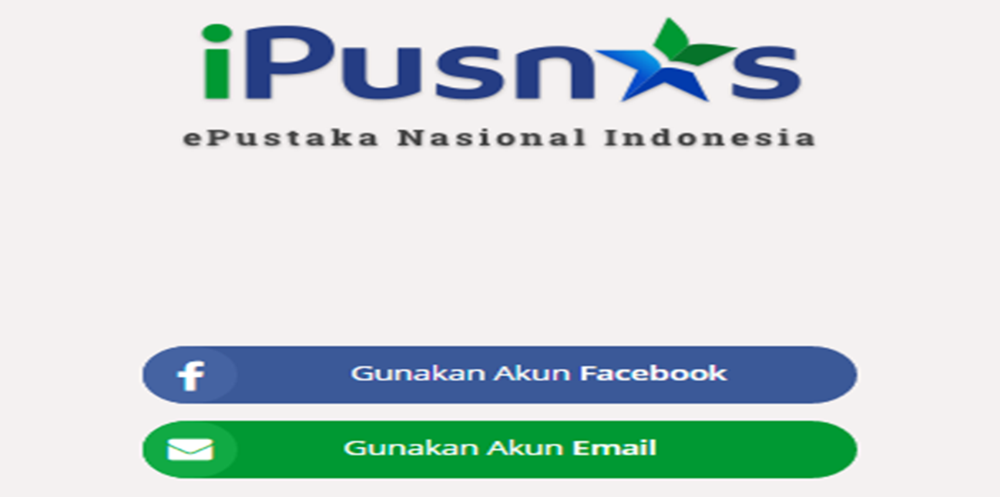 iPusnas
ePustaka Nasional Indonesia
Gunakan Akun Facebook
Gunakan Akun Email